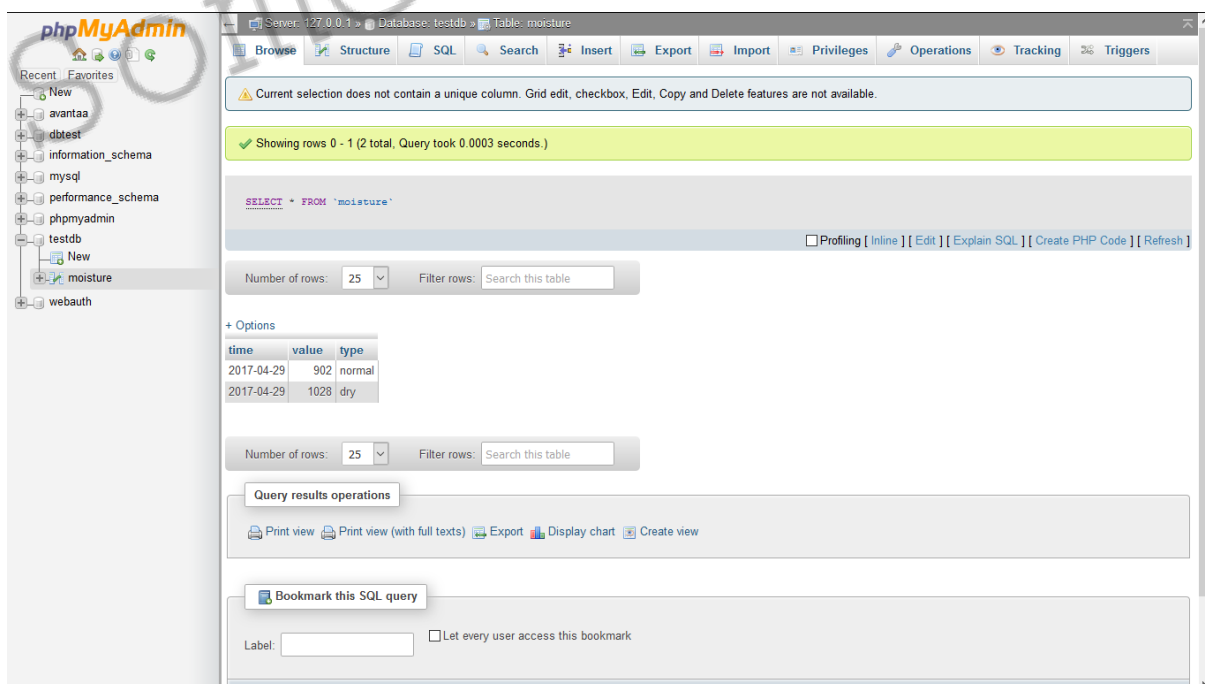 phpMyAdmin
Recent Favorites
New
avantaa
dbtest
information_schema
mysql
performance_schema
phpmyadmin
testdb
New
moisture
webauth
Server: 127.0.0.1 » Database: testdb » Table: moisture
Browse Structure SQL Search Insert Export Import Privileges Operations Tracking Triggers
Current selection does not contain a unique column. Grid edit, checkbox, Edit, Copy and Delete features are not available.
Showing rows 0 - 1 (2 total, Query took 0.0003 seconds.)
SELECT * FROM `moisture`
Profiling [ Inline ] [ Edit ] [ Explain SQL ] [ Create PHP Code ] [ Refresh ]
Number of rows: 25 Filter rows: Search this table
+ Options
time value type
2017-04-29 902 normal
2017-04-29 1028 dry
Number of rows: 25 Filter rows: Search this table
Query results operations
Print view Print view (with full texts) Export Display chart Create view
Bookmark this SQL query
Label: Let every user access this bookmark